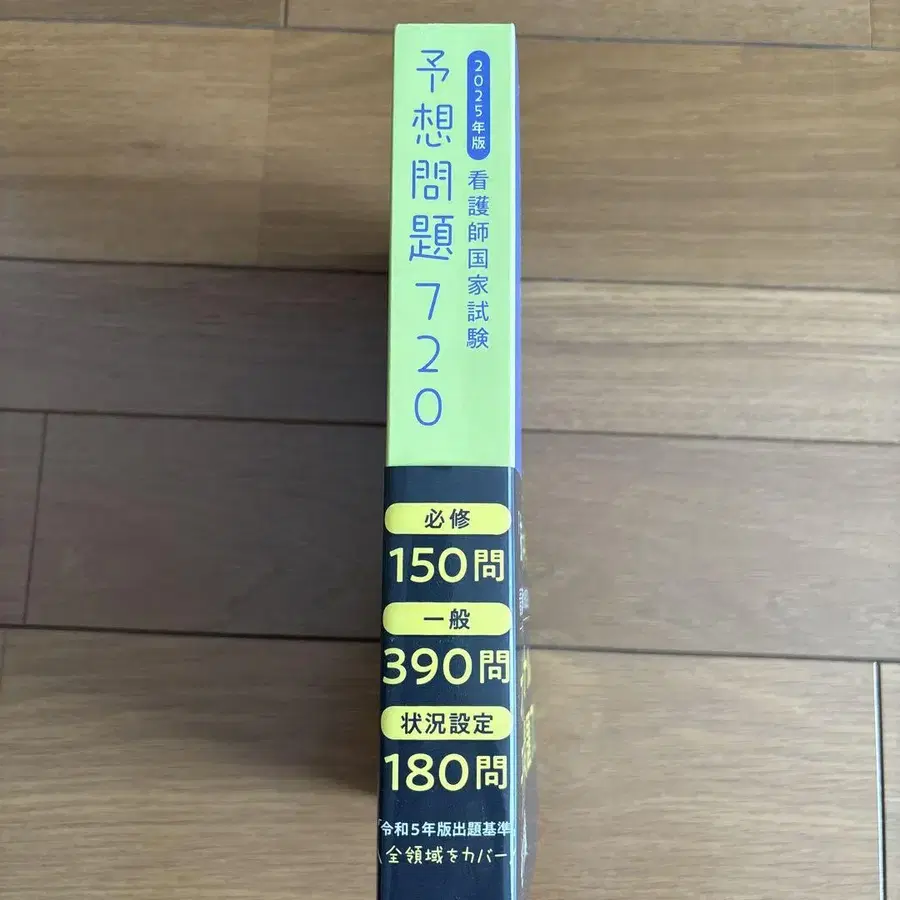 2025年版
看護師国家試験
予想問題720
必修
150問
一般
390問
状況設定
180問
「令和5年版出題基準」
全領域をカバー